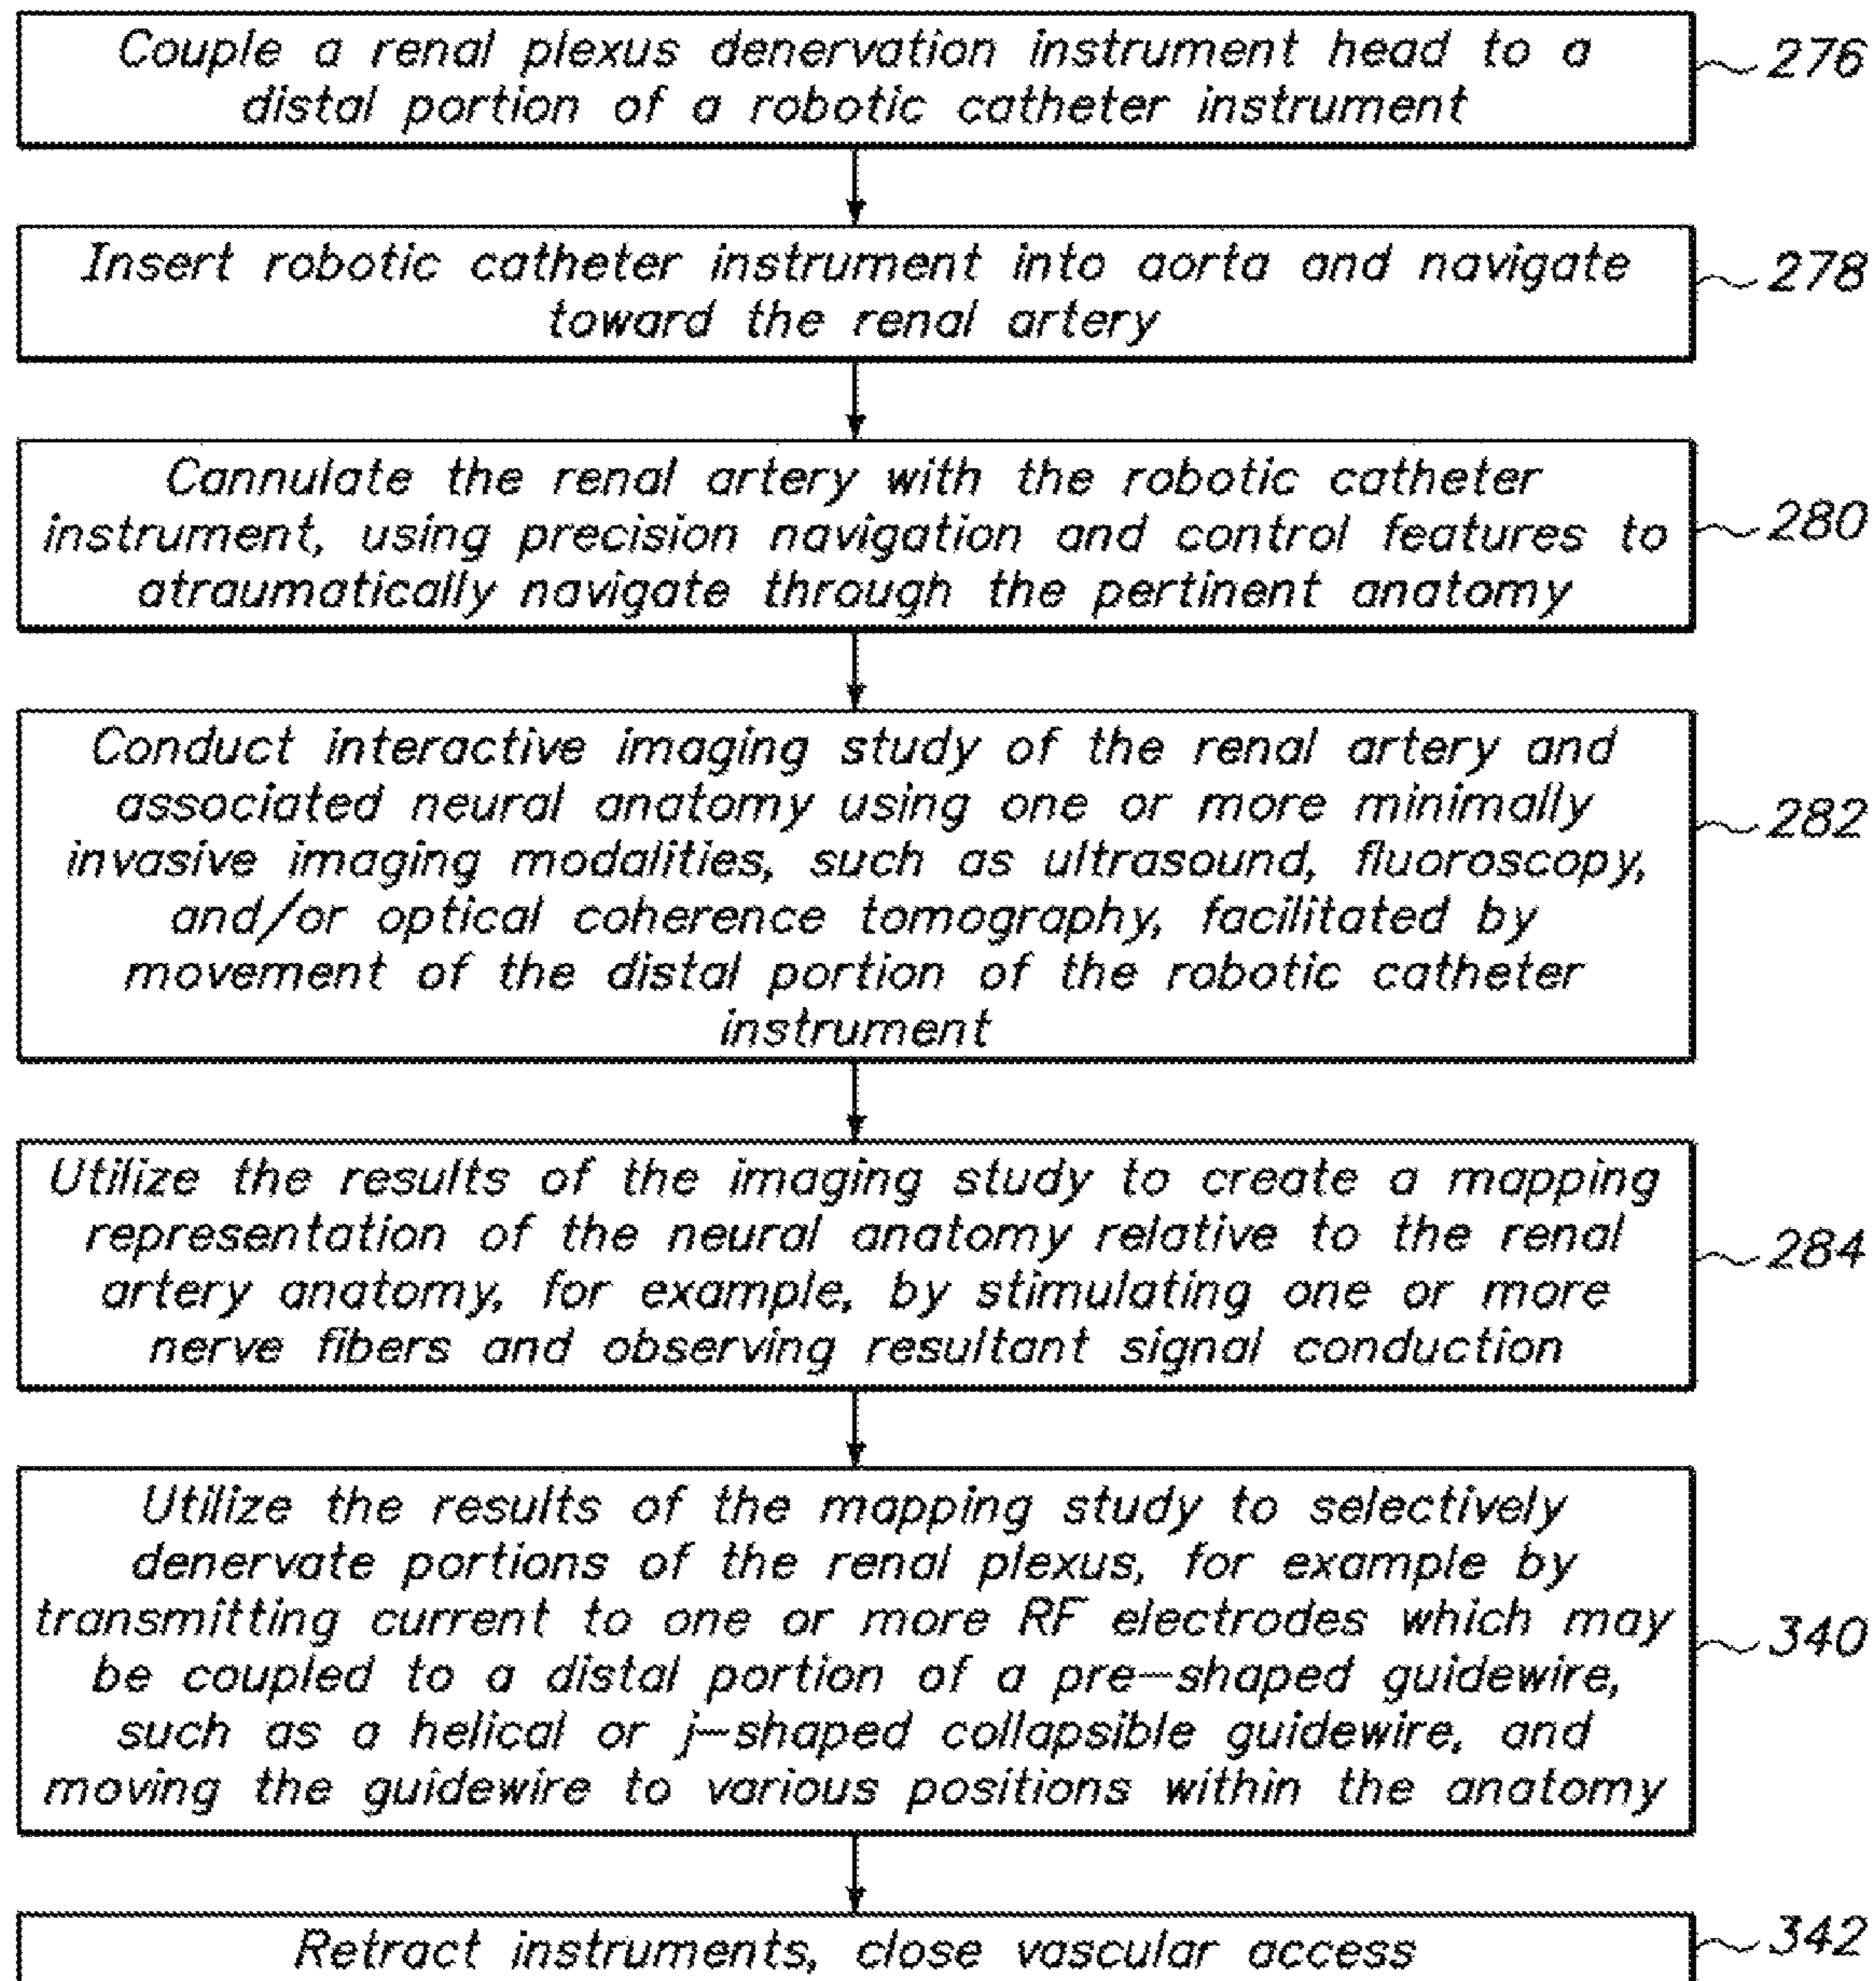 Couple a renal plexus denervation instrument head to a
distal portion of a robotic catheter instrument
276
Insert robotic catheter instrument into aorta and navigate
toward the renal artery
278
Cannulate the renal artery with the robotic catheter
instrument, using precision navigation and control features to
atraumatically navigate through the pertinent anatomy
280
Conduct interactive imaging study of the renal artery and
associated neural anatomy using one or more minimally
invasive imaging modalities, such as ultrasound, fluoroscopy,
and/or optical coherence tomography, facilitated by
movement of the distal portion of the robotic catheter
instrument
282
Utilize the results of the imaging study to create a mapping
representation of the neural anatomy relative to the renal
artery anatomy, for example, by stimulating one or more
nerve fibers and observing resultant signal conduction
284
Utilize the results of the mapping study to selectively
denervate portions of the renal plexus, for example by
transmitting current to one or more RF electrodes which may
be coupled to a distal portion of a pre-shaped guidewire,
such as a helical or j-shaped collapsible guidewire, and
moving the guidewire to various positions within the anatomy
340
Retract instruments, close vascular access
342